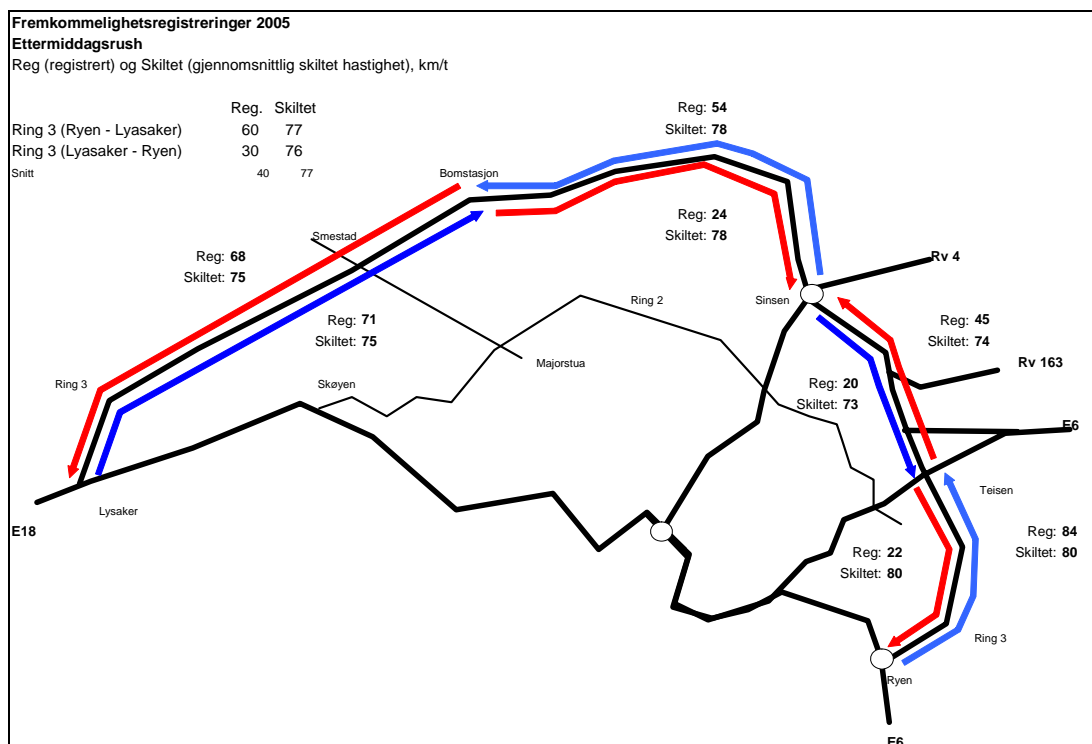 Fremkommelighetsregistreringer 2005
Ettermiddagsrush
Reg (registrert) og Skiltet (gjennomsnittlig skiltet hastighet), km/t
Reg. Skiltet
Ring 3 (Ryen - Lyasaker) 60 77
Ring 3 (Lyasaker - Ryen) 30 76
Snitt 40 77
Reg: 54
Skiltet: 78
Bomstasjon
Reg: 24
Skiltet: 78
Smestad
Reg: 68
Skiltet: 75
Rv 4
Sinsen
Ring 2
Reg: 71
Skiltet: 75
Reg: 45
Skiltet: 74
Majorstua
Rv 163
Ring 3
Skøyen
Reg: 20
Skiltet: 73
E6
Teisen
Lysaker
E18
Reg: 84
Skiltet: 80
Reg: 22
Skiltet: 80
Ring 3
Ryen
E6